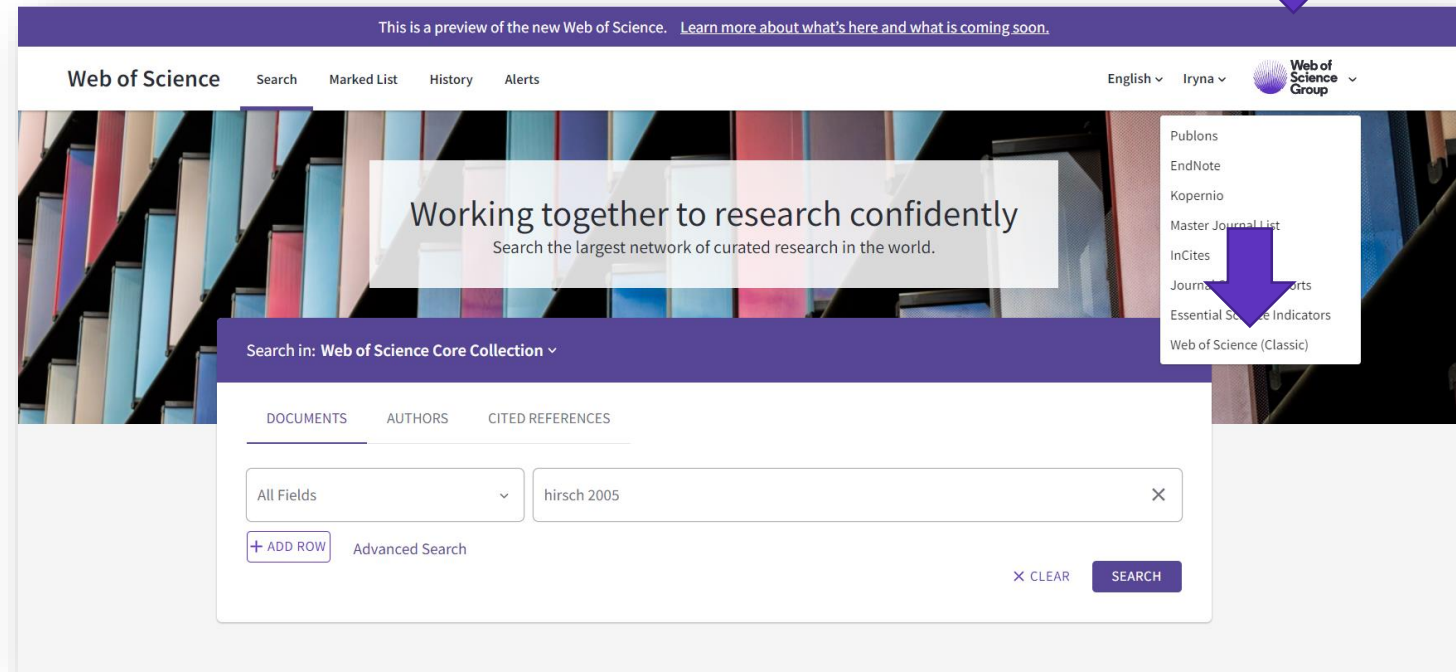 This is a preview of the new Web of Science. Learn more about what's here and what is coming soon.
Web of Science Search Marked List History Alerts English Iryna Web of Science Group
Publons
EndNote
Kopernio
Master Journal List
InCites
Essential Indicators
Web of Science (Classic)
Working together to research confidently
Search the largest network of curated research in the world.
Search in: Web of Science Core Collection
DOCUMENTS AUTHORS CITED REFERENCES
All Fields hirsch 2005
+ ADD ROW Advanced Search
CLEAR SEARCH